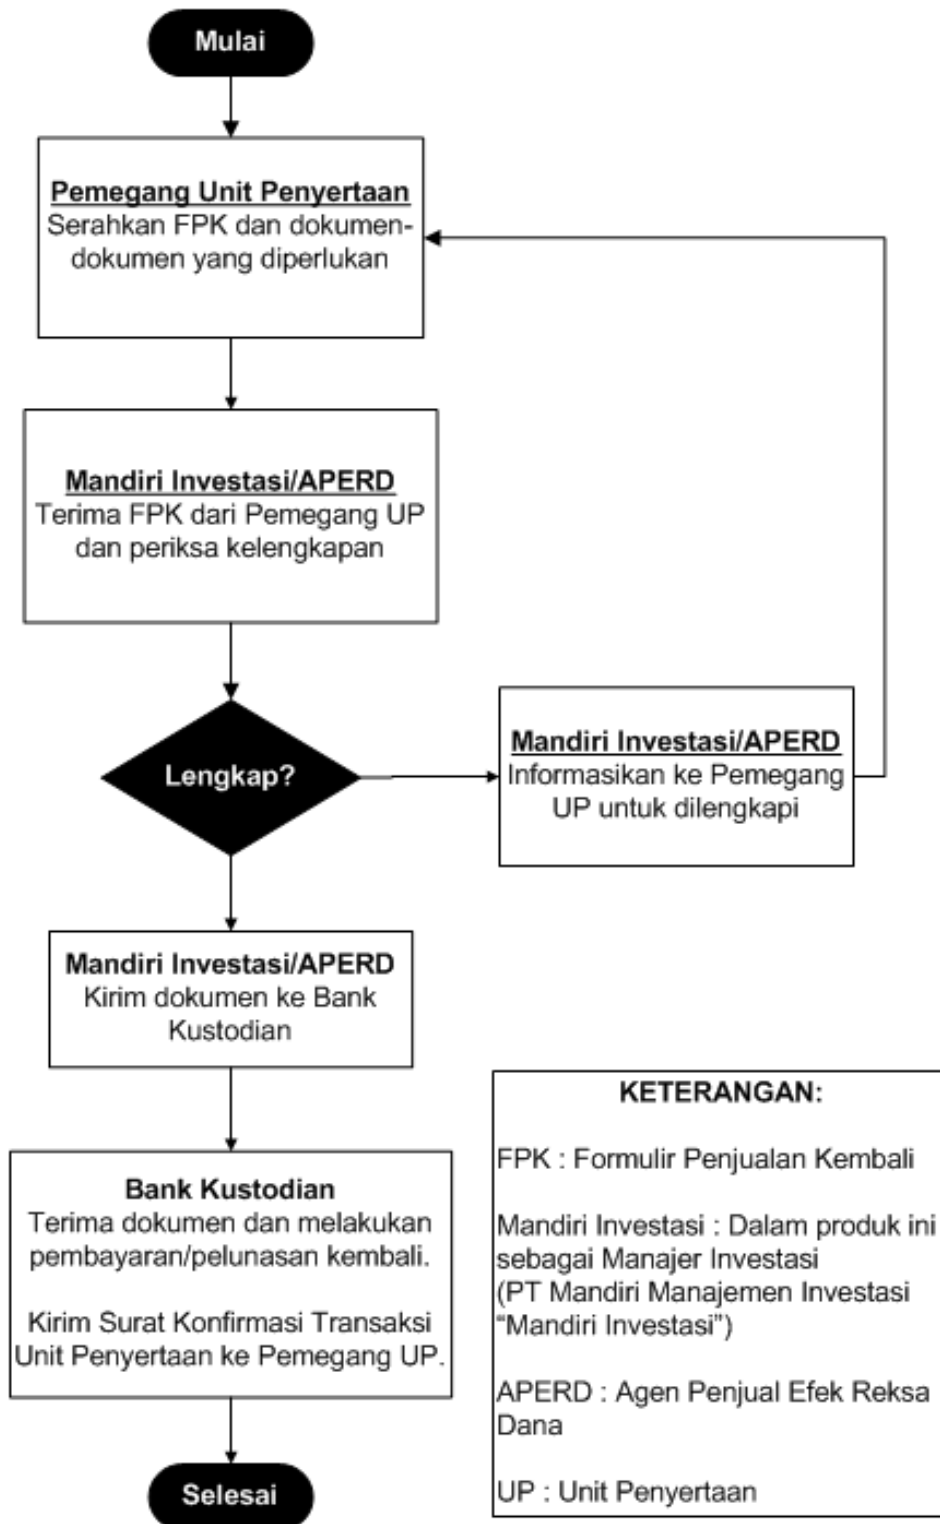 Mulai
Pemegang Unit Penyertaan
Serahkan FPK dan dokumen-
dokumen yang diperlukan
Mandiri Investasi/APERD
Terima FPK dari Pemegang UP
dan periksa kelengkapan
Lengkap?
Mandiri Investasi/APERD
Informasikan ke Pemegang
UP untuk dilengkapi
Mandiri Investasi/APERD
Kirim dokumen ke Bank
Kustodian
Bank Kustodian
Terima dokumen dan melakukan
pembayaran/pelunasan kembali.
Kirim Surat Konfirmasi Transaksi
Unit Penyertaan ke Pemegang UP.
Selesai
KETERANGAN:
FPK : Formulir Penjualan Kembali
Mandiri Investasi : Dalam produk ini
sebagai Manajer Investasi
(PT Mandiri Manajemen Investasi
“Mandiri Investasi”)
APERD : Agen Penjual Efek Reksa
Dana
UP : Unit Penyertaan